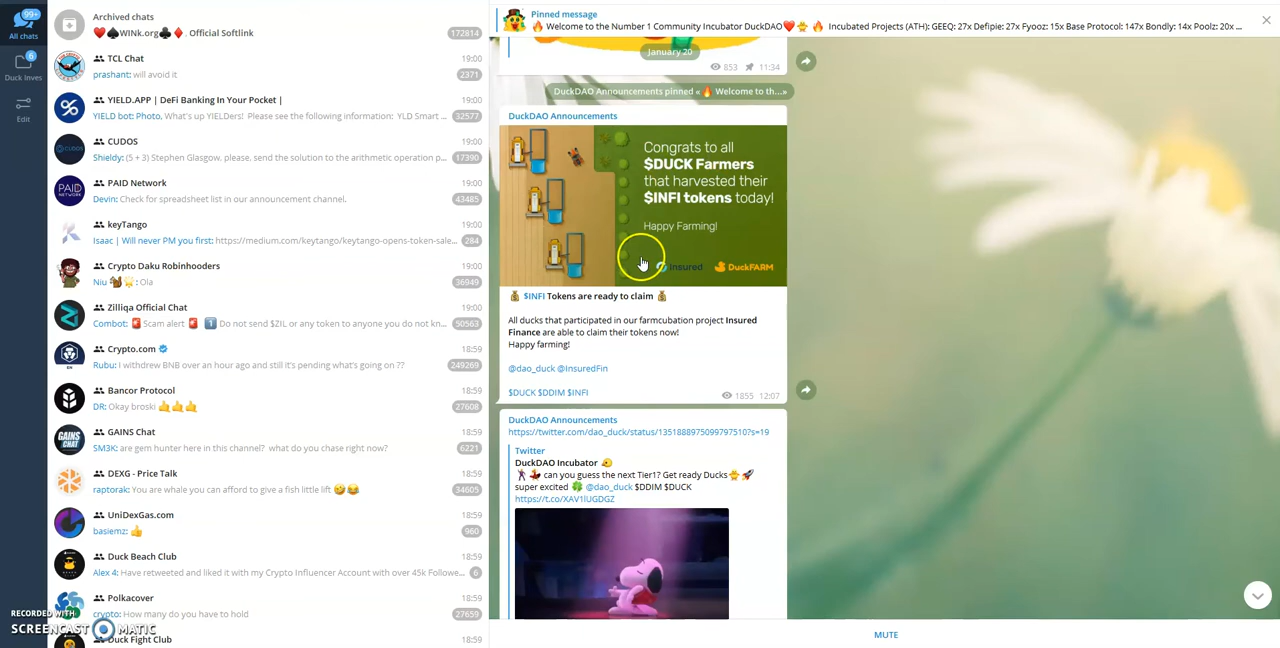 99+
All chats
6
Duck Inves
Edit
Archived chats
♥️♠️WINk.org♣️♦️. Official Softlink
172814
TCL Chat
19:00
prashant: will avoid it
2371
YIELD.APP | DeFi Banking In Your Pocket |
19:00
YIELD bot: Photo, What's up YIELDers! Please see the following information: YLD Smart ...
32577
CUDOS
19:00
Shieldy: (5 + 3) Stephen Glasgow, please, send the solution to the arithmetic operation p...
17390
PAID Network
19:00
Devin: Check for spreadsheet list in our announcement channel.
43485
keyTango
19:00
Isaac | Will never PM you first: https://medium.com/keytango/keytango-opens-token-sale...
284
Crypto Daku Robinhooders
19:00
Niu 🐿️🌟: Ola
36949
Zilliqa Official Chat
19:00
Combot: 🚨 Scam alert 🚨 1️⃣ Do not send $ZIL or any token to anyone you do not kn...
50563
Crypto.com
18:59
Rubu: I withdrew BNB over an hour ago and still it's pending what's going on ??
249269
Bancor Protocol
18:59
DR: Okay broski 🤙🤙🤙
27608
GAINS Chat
18:59
SM3K: are gem hunter here in this channel? what do you chase right now?
6221
DEXG - Price Talk
18:59
raptorak: You are whale you can afford to give a fish little lift 🤣😂
34605
UniDexGas.com
18:59
basiemz: 👍
960
Duck Beach Club
18:59
Alex 4: Have retweeted and liked it with my Crypto Influencer Account with over 45k Followe...
6
Polkacover
18:59
crypto: How many do you have to hold
27659
Duck Fight Club
18:59
RECORDED WITH
SCREENCAST MATIC
Pinned message
🔥 Welcome to the Number 1 Community Incubator DuckDAO❤️🐥 🔥 Incubated Projects (ATH): GEEQ: 27x Defipie: 27x Fyooz: 15x Base Protocol: 147x Bondly: 14x Poolz: 20x ...
January 20
853 11:34
DuckDAO Announcements pinned « 🔥 Welcome to th...»
DuckDAO Announcements
Congrats to all
$DUCK Farmers
that harvested their
$INFI tokens today!
Happy Farming!
Insured DuckFARM
💰 $INFI Tokens are ready to claim 💰
All ducks that participated in our farmcubation project Insured
Finance are able to claim their tokens now!
Happy farming!
@dao_duck @InsuredFin
$DUCK $DDIM $INFI
1855 12:07
DuckDAO Announcements
https://twitter.com/dao_duck/status/1351889750997975510?s=19
Twitter
DuckDAO Incubator
🕺💃 can you guess the next Tier1? Get ready Ducks🐥🚀
super excited 🍀 @dao_duck $DDIM $DUCK
https://t.co/XAV1lUGDGZ
MUTE